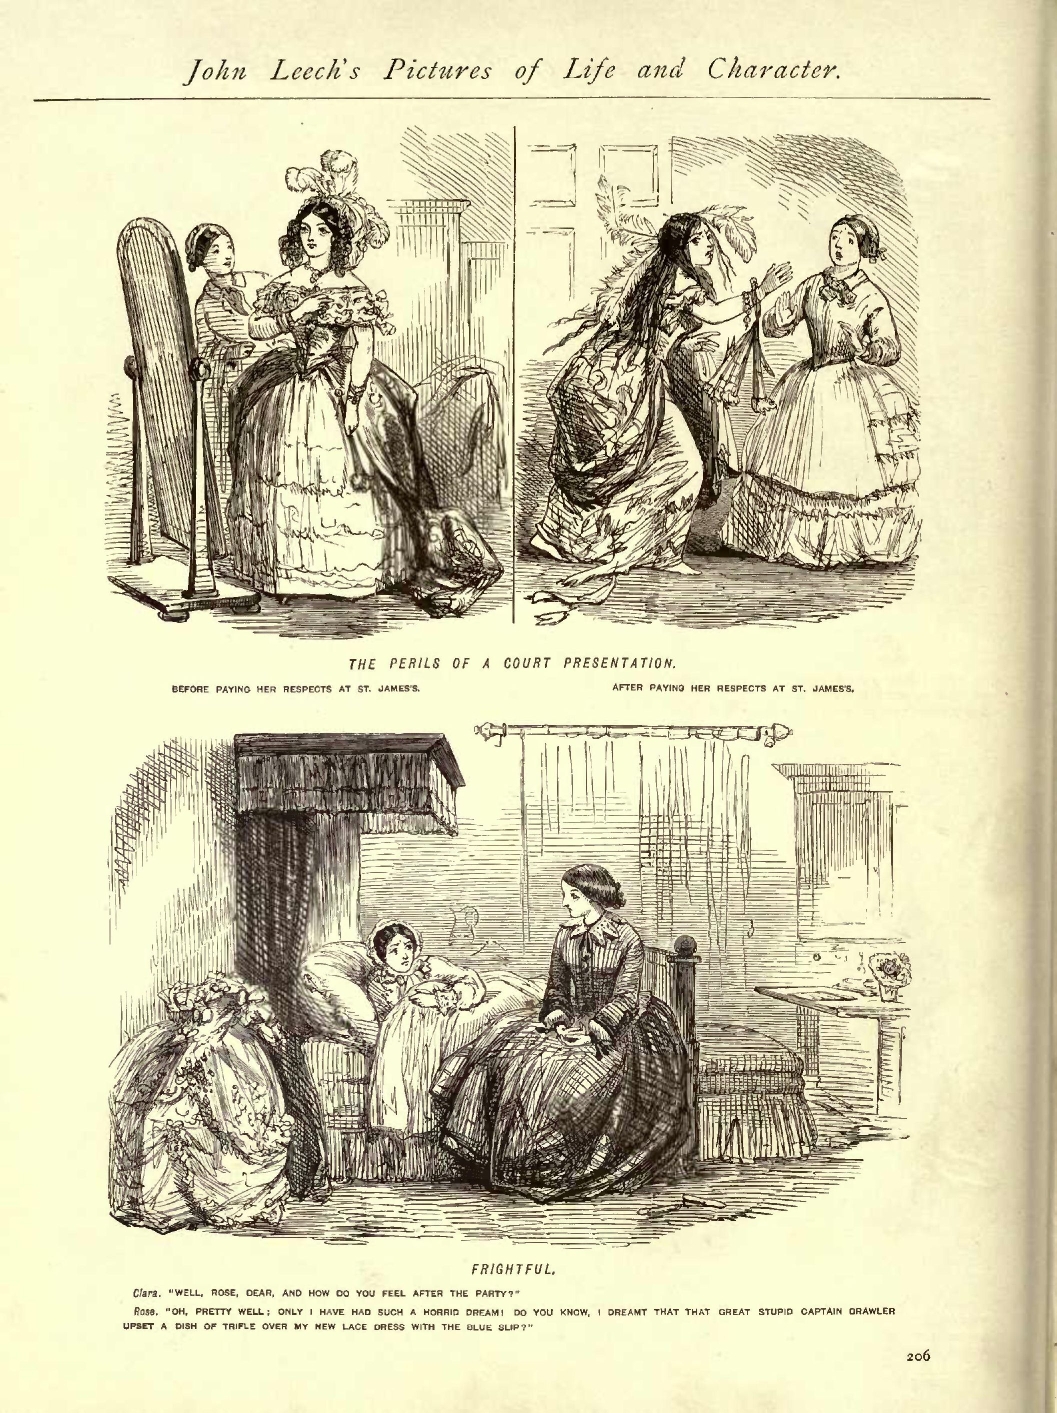 John Leech's Pictures of Life and Character.
THE PERILS OF A COURT PRESENTATION.
BEFORE PAYING HER RESPECTS AT ST. JAMES'S.
AFTER PAYING HER RESPECTS AT ST. JAMES'S.
FRIGHTFUL.
Clara. "WELL, ROSE, DEAR, AND HOW DO YOU FEEL AFTER THE PARTY?"
Rose. "OH, PRETTY WELL; ONLY I HAVE HAD SUCH A HORRID DREAM! DO YOU KNOW, I DREAMT THAT THAT GREAT STUPID CAPTAIN DRAWLER
UPSET A DISH OF TRIFLE OVER MY NEW LACE DRESS WITH THE BLUE SLIP?"
206